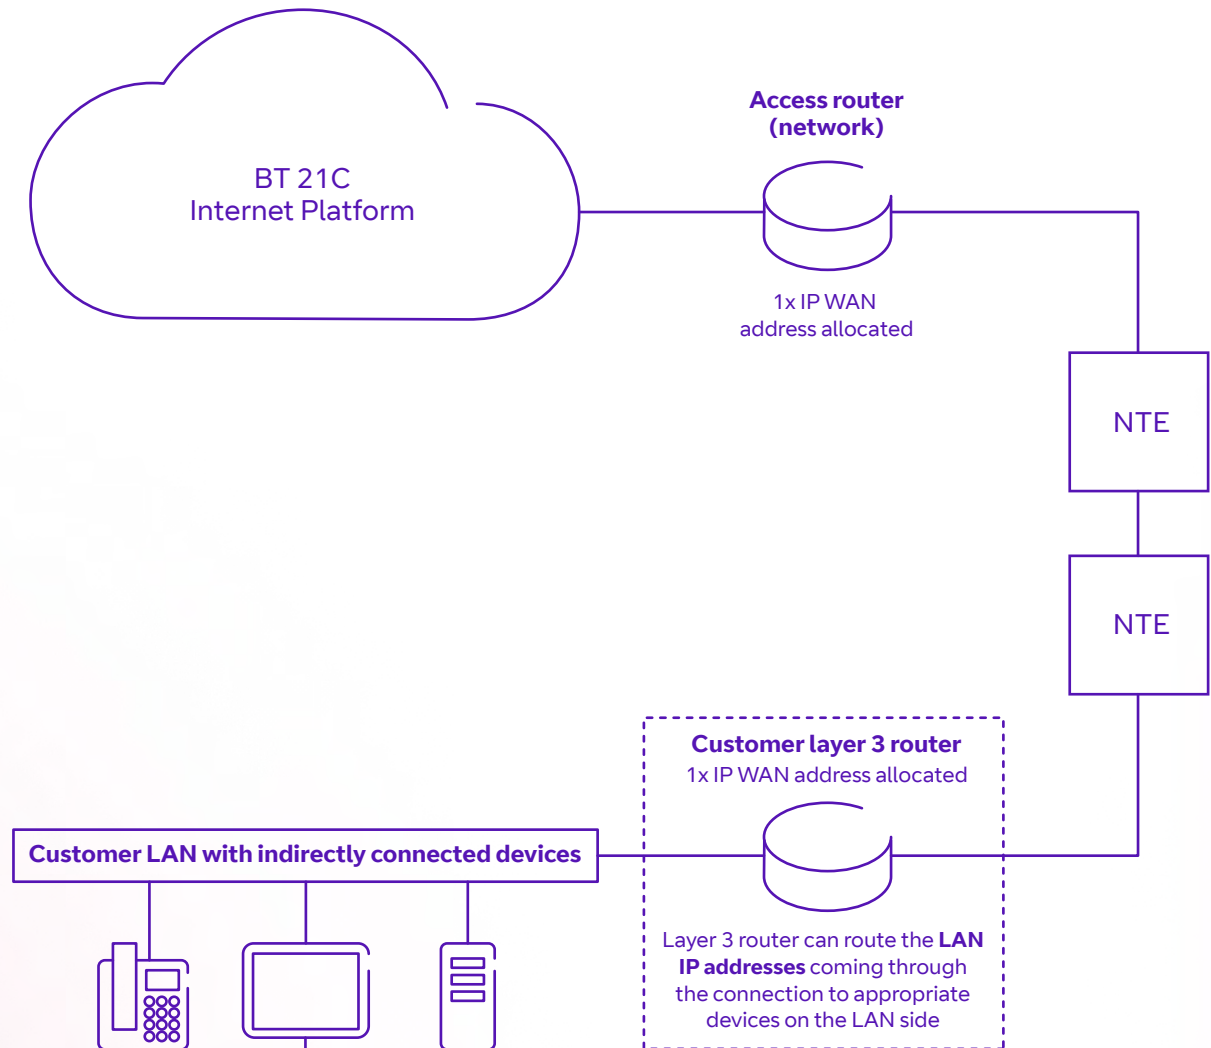 BT 21C
Internet Platform
Access router
(network)
1x IP WAN
address allocated
NTE
NTE
Customer layer 3 router
1x IP WAN address allocated
Customer LAN with indirectly connected devices
Layer 3 router can route the LAN
IP addresses coming through
the connection to appropriate
devices on the LAN side